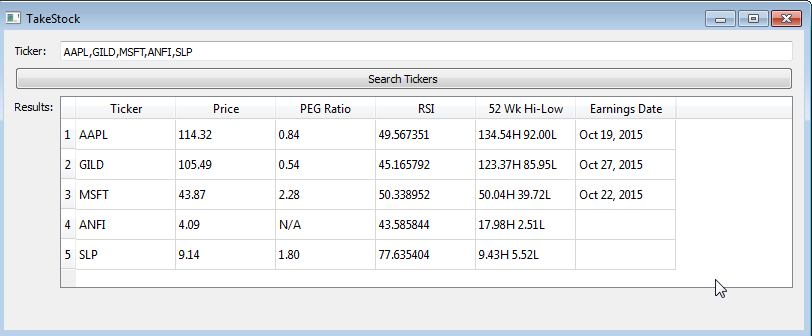 TakeStock
Ticker: AAPL,GILD,MSFT,ANFI,SLP
Search Tickers
Results: Ticker Price PEG Ratio RSI 52 Wk Hi-Low Earnings Date
1 AAPL 114.32 0.84 49.567351 134.54H 92.00L Oct 19, 2015
2 GILD 105.49 0.54 45.165792 123.37H 85.95L Oct 27, 2015
3 MSFT 43.87 2.28 50.338952 50.04H 39.72L Oct 22, 2015
4 ANFI 4.09 N/A 43.585844 17.98H 2.51L
5 SLP 9.14 1.80 77.635404 9.43H 5.52L